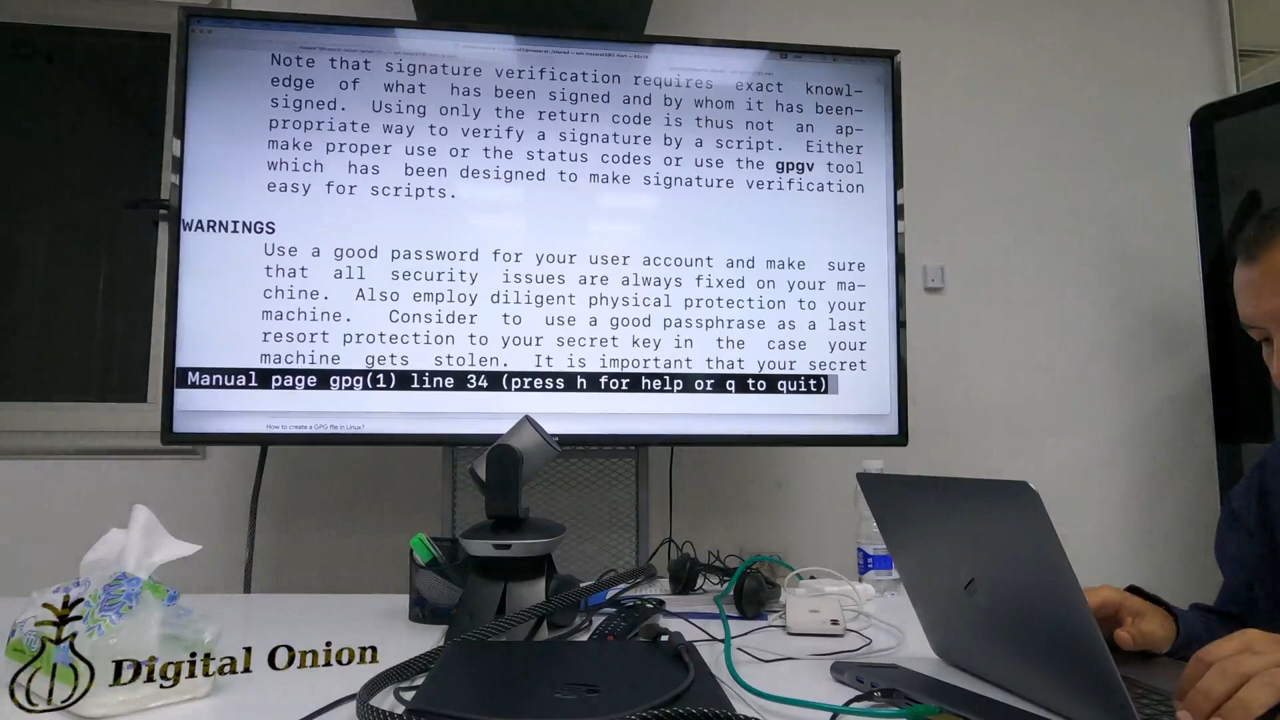 Note that signature verification requires exact knowl-
edge of what has been signed and by whom it has been-
signed. Using only the return code is thus not an ap-
propriate way to verify a signature by a script. Either
make proper use or the status codes or use the gpgv tool
which has been designed to make signature verification
easy for scripts.
WARNINGS
Use a good password for your user account and make sure
that all security issues are always fixed on your ma-
chine. Also employ diligent physical protection to your
machine. Consider to use a good passphrase as a last
resort protection to your secret key in the case your
machine gets stolen. It is important that your secret
Manual page gpg(1) line 34 (press h for help or q to quit)
How to create a GPG file in Linux?
Digital Onion